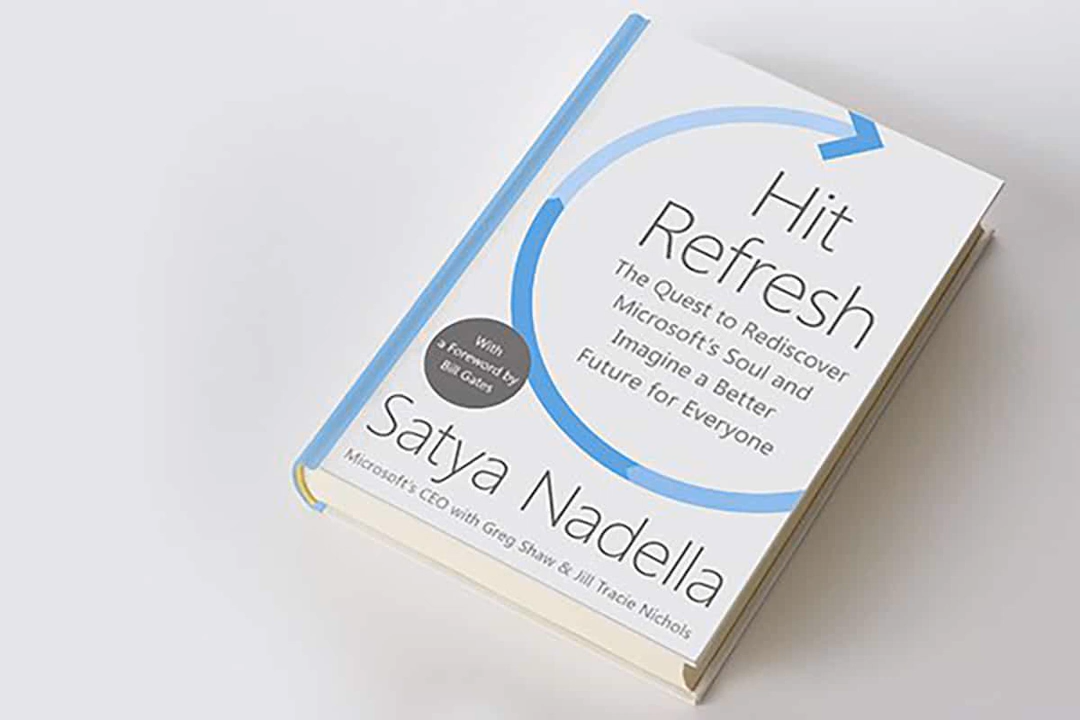 Hit
Refresh
The Quest to Rediscover
Microsoft's Soul and
Imagine a Better
Future for Everyone
With
a Foreword by
Bill Gates
Satya Nadella
Microsoft's CEO with Greg Shaw & Jill Tracie Nichols